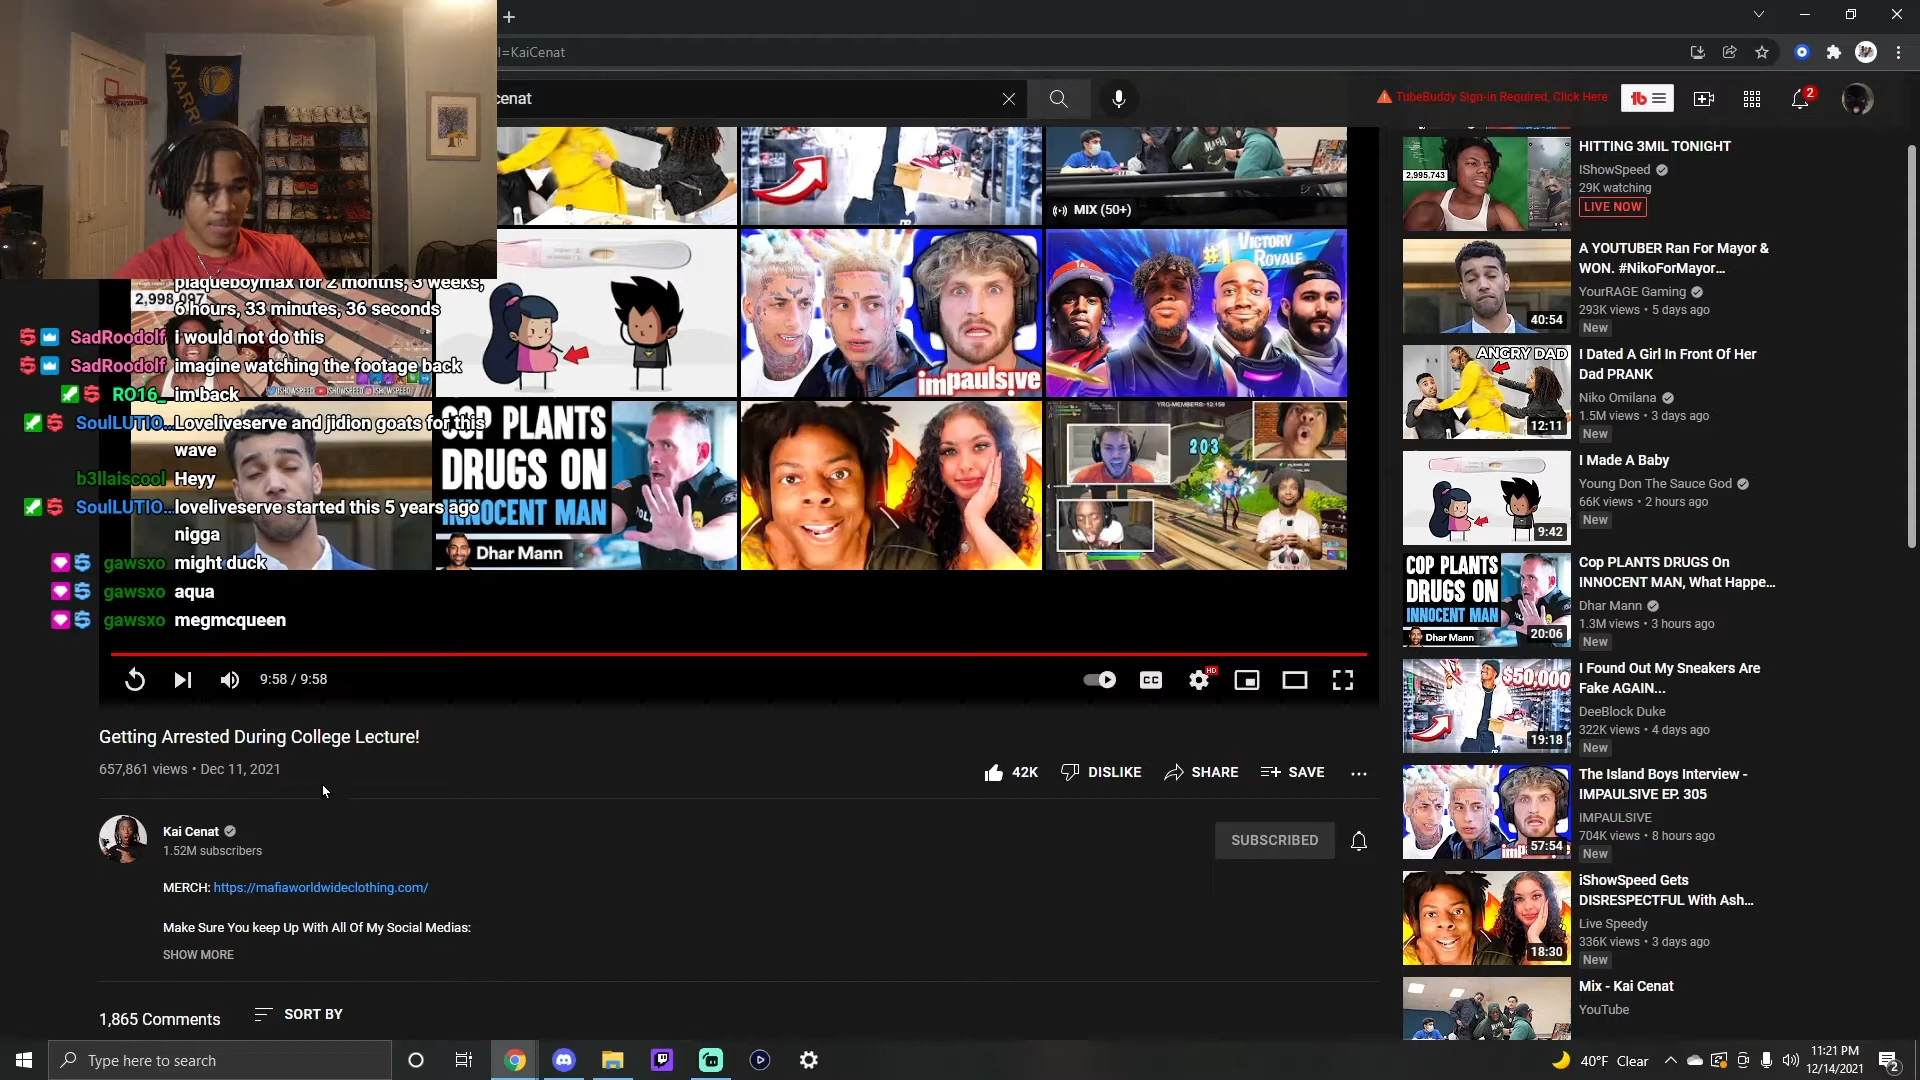 WARR
l=KaiCenat
cenat
TubeBuddy Sign-in Required, Click Here
2
MIX (50+)
#1 VICTORY
ROYALE
impaulsive
2,998,097
plaqueboymax for 2 months, 3 weeks,
6 hours, 33 minutes, 36 seconds
SadRoodolf i would not do this
SadRoodolf imagine watching the footage back
RO16_ im back
SoulLUTIO... Loveliveserve and jidion goats for this
wave
b3llaiscool Heyy
SoulLUTIO... loveliveserve started this 5 years ago
nigga
gawsxo might duck
gawsxo aqua
gawsxo megmcqueen
COP PLANTS
DRUGS ON
INNOCENT MAN
Dhar Mann
203
9:58 / 9:58
CC
HD
Getting Arrested During College Lecture!
657,861 views • Dec 11, 2021
42K
DISLIKE
SHARE
SAVE
Kai Cenat
1.52M subscribers
SUBSCRIBED
MERCH: https://mafiaworldwideclothing.com/
Make Sure You keep Up With All Of My Social Medias:
SHOW MORE
1,865 Comments
SORT BY
2,995,743
HITTING 3MIL TONIGHT
IShowSpeed
29K watching
LIVE NOW
40:54
A YOUTUBER Ran For Mayor &
WON. #NikoForMayor...
YourRAGE Gaming
293K views • 5 days ago
New
ANGRY DAD
12:11
I Dated A Girl In Front Of Her
Dad PRANK
Niko Omilana
1.5M views • 3 days ago
New
9:42
I Made A Baby
Young Don The Sauce God
66K views • 2 hours ago
New
COP PLANTS
DRUGS ON
INNOCENT MAN
Dhar Mann
20:06
Cop PLANTS DRUGS On
INNOCENT MAN, What Happe...
Dhar Mann
1.3M views • 3 hours ago
New
$50,000
19:18
I Found Out My Sneakers Are
Fake AGAIN...
DeeBlock Duke
322K views • 4 days ago
New
57:54
The Island Boys Interview -
IMPAULSIVE EP. 305
IMPAULSIVE
704K views • 8 hours ago
New
18:30
iShowSpeed Gets
DISRESPECTFUL With Ash...
Live Speedy
336K views • 3 days ago
New
Mix - Kai Cenat
YouTube
Type here to search
40°F Clear
11:21 PM
12/14/2021
2